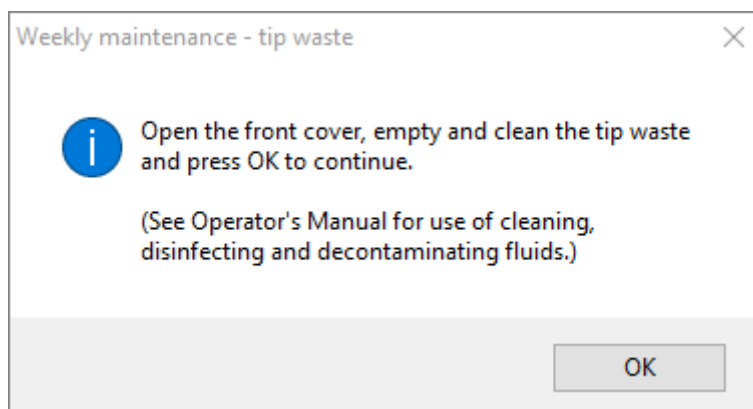 Weekly maintenance - tip waste
Open the front cover, empty and clean the tip waste
and press OK to continue.
(See Operator's Manual for use of cleaning,
disinfecting and decontaminating fluids.)
OK